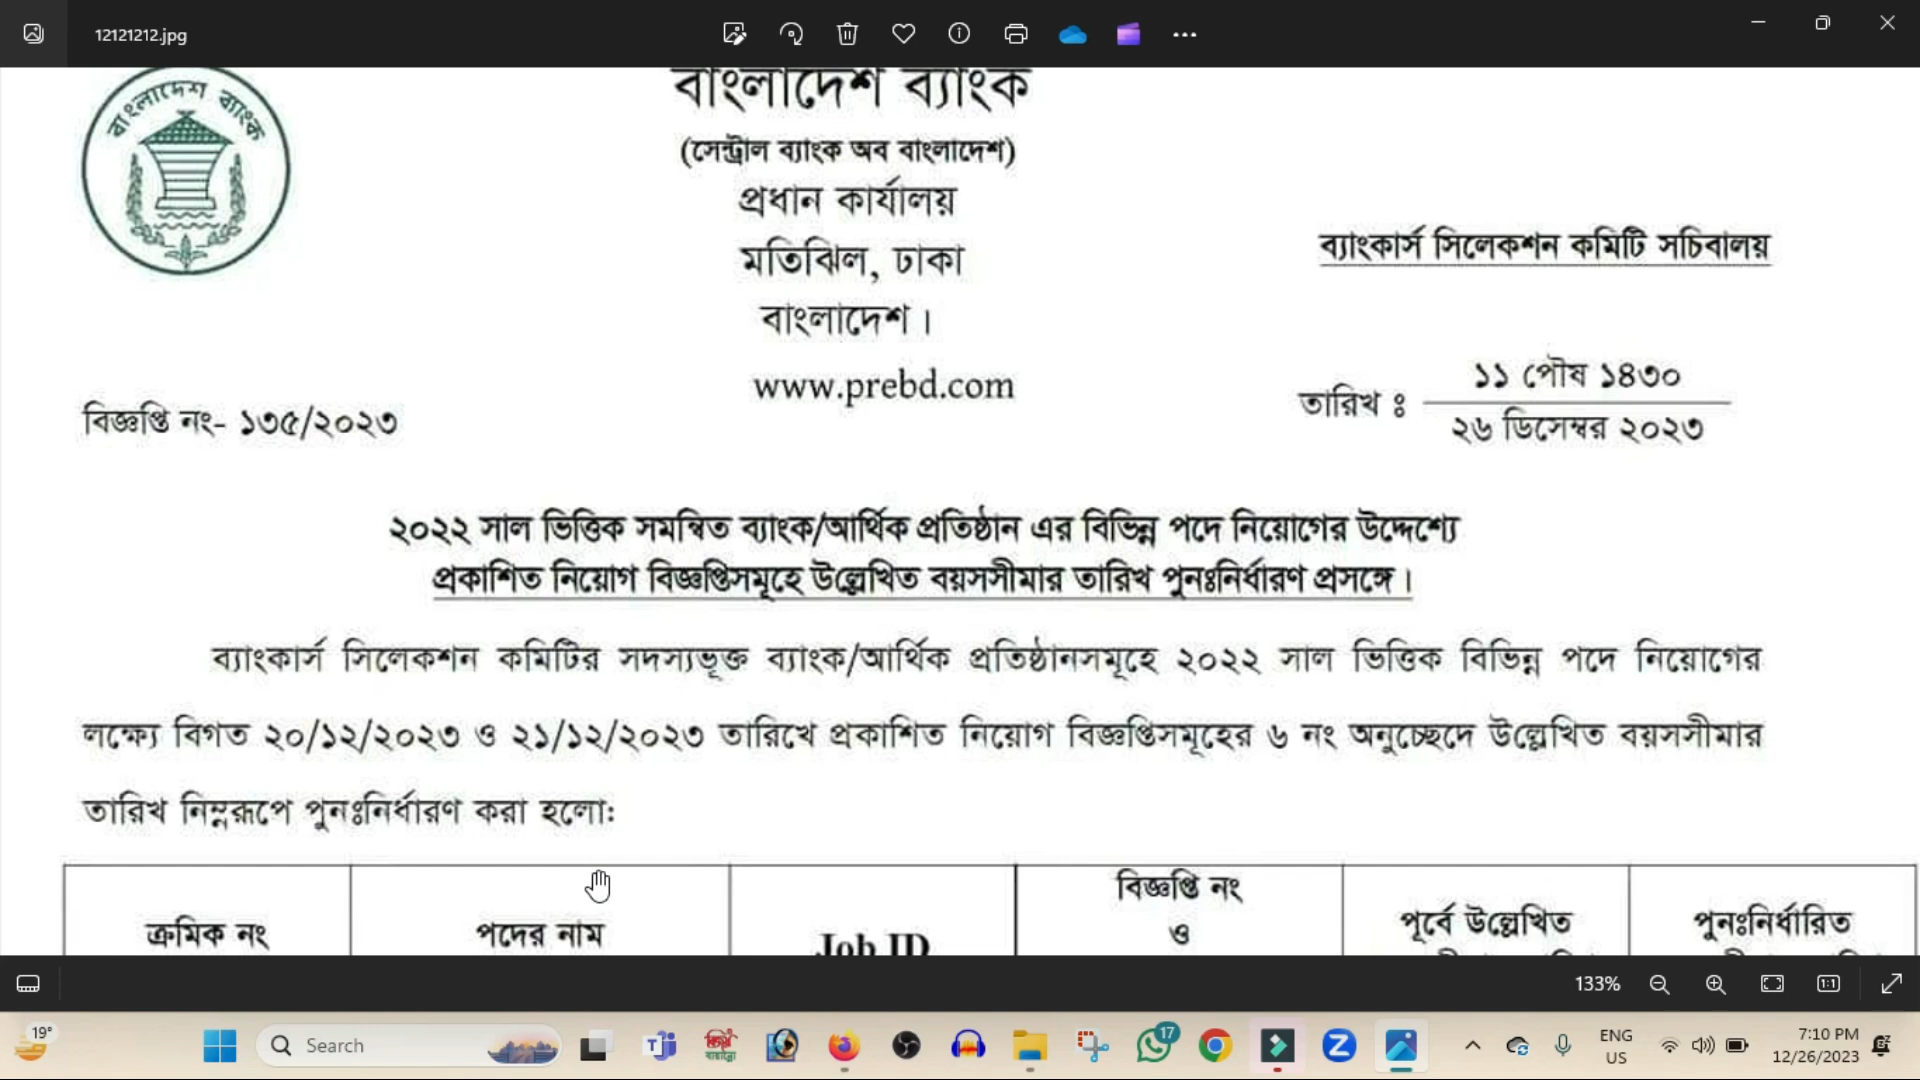 12121212.jpg
বাংলাদেশ ব্যাংক
বাংলাদেশ ব্যাংক
(সেন্ট্রাল ব্যাংক অব বাংলাদেশ)
প্রধান কার্যালয়
মতিঝিল, ঢাকা
বাংলাদেশ।
www.prebd.com
ব্যাংকার্স সিলেকশন কমিটি সচিবালয়
বিজ্ঞপ্তি নং- ১৩৫/২০২৩
তারিখ ঃ
১১ পৌষ ১৪৩০
২৬ ডিসেম্বর ২০২৩
২০২২ সাল ভিত্তিক সমন্বিত ব্যাংক/আর্থিক প্রতিষ্ঠান এর বিভিন্ন পদে নিয়োগের উদ্দেশ্যে
প্রকাশিত নিয়োগ বিজ্ঞপ্তিসমূহে উল্লেখিত বয়সসীমার তারিখ পুনঃনির্ধারণ প্রসঙ্গে।
ব্যাংকার্স সিলেকশন কমিটির সদস্যভূক্ত ব্যাংক/আর্থিক প্রতিষ্ঠানসমূহে ২০২২ সাল ভিত্তিক বিভিন্ন পদে নিয়োগের
লক্ষ্যে বিগত ২০/১২/২০২৩ ও ২১/১২/২০২৩ তারিখে প্রকাশিত নিয়োগ বিজ্ঞপ্তিসমূহের ৬ নং অনুচ্ছেদে উল্লেখিত বয়সসীমার
তারিখ নিম্নরূপে পুনঃনির্ধারণ করা হলো:
ক্রমিক নং
পদের নাম
Job ID
বিজ্ঞপ্তি নং
ও
পূর্বে উল্লেখিত
পুনঃনির্ধারিত
133%
19°
Search
17
ENG
US
7:10 PM
12/26/2023